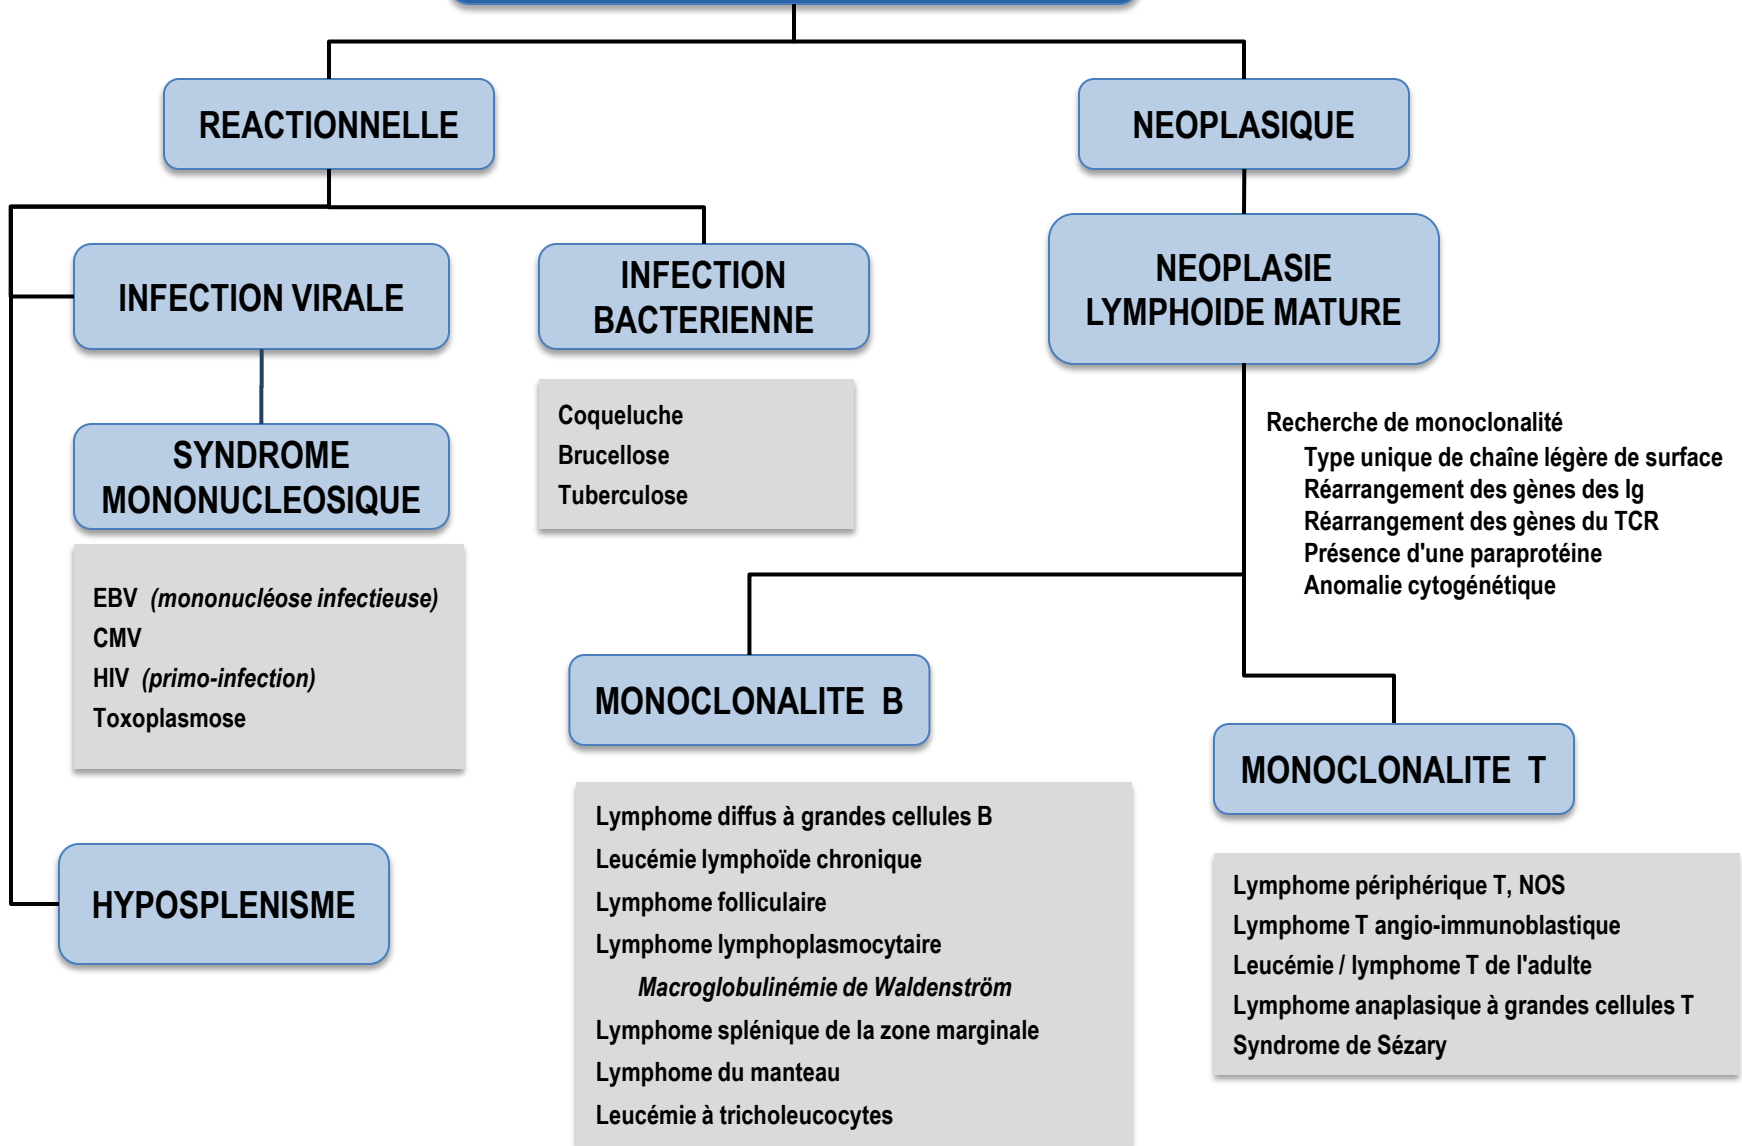 REACTIONNELLE
NEOPLASIQUE
INFECTION VIRALE
INFECTION
BACTERIENNE
NEOPLASIE
LYMPHOIDE MATURE
Coqueluche
Brucellose
Tuberculose
SYNDROME
MONONUCLEOSIQUE
EBV (mononucléose infectieuse)
CMV
HIV (primo-infection)
Toxoplasmose
HYPOSPLENISME
Recherche de monoclonalité
Type unique de chaîne légère de surface
Réarrangement des gènes des Ig
Réarrangement des gènes du TCR
Présence d'une paraprotéine
Anomalie cytogénétique
MONOCLONALITE B
Lymphome diffus à grandes cellules B
Leucémie lymphoïde chronique
Lymphome folliculaire
Lymphome lymphoplasmocytaire
Macroglobulinémie de Waldenström
Lymphome splénique de la zone marginale
Lymphome du manteau
Leucémie à tricholeucocytes
MONOCLONALITE T
Lymphome périphérique T, NOS
Lymphome T angio-immunoblastique
Leucémie / lymphome T de l'adulte
Lymphome anaplasique à grandes cellules T
Syndrome de Sézary